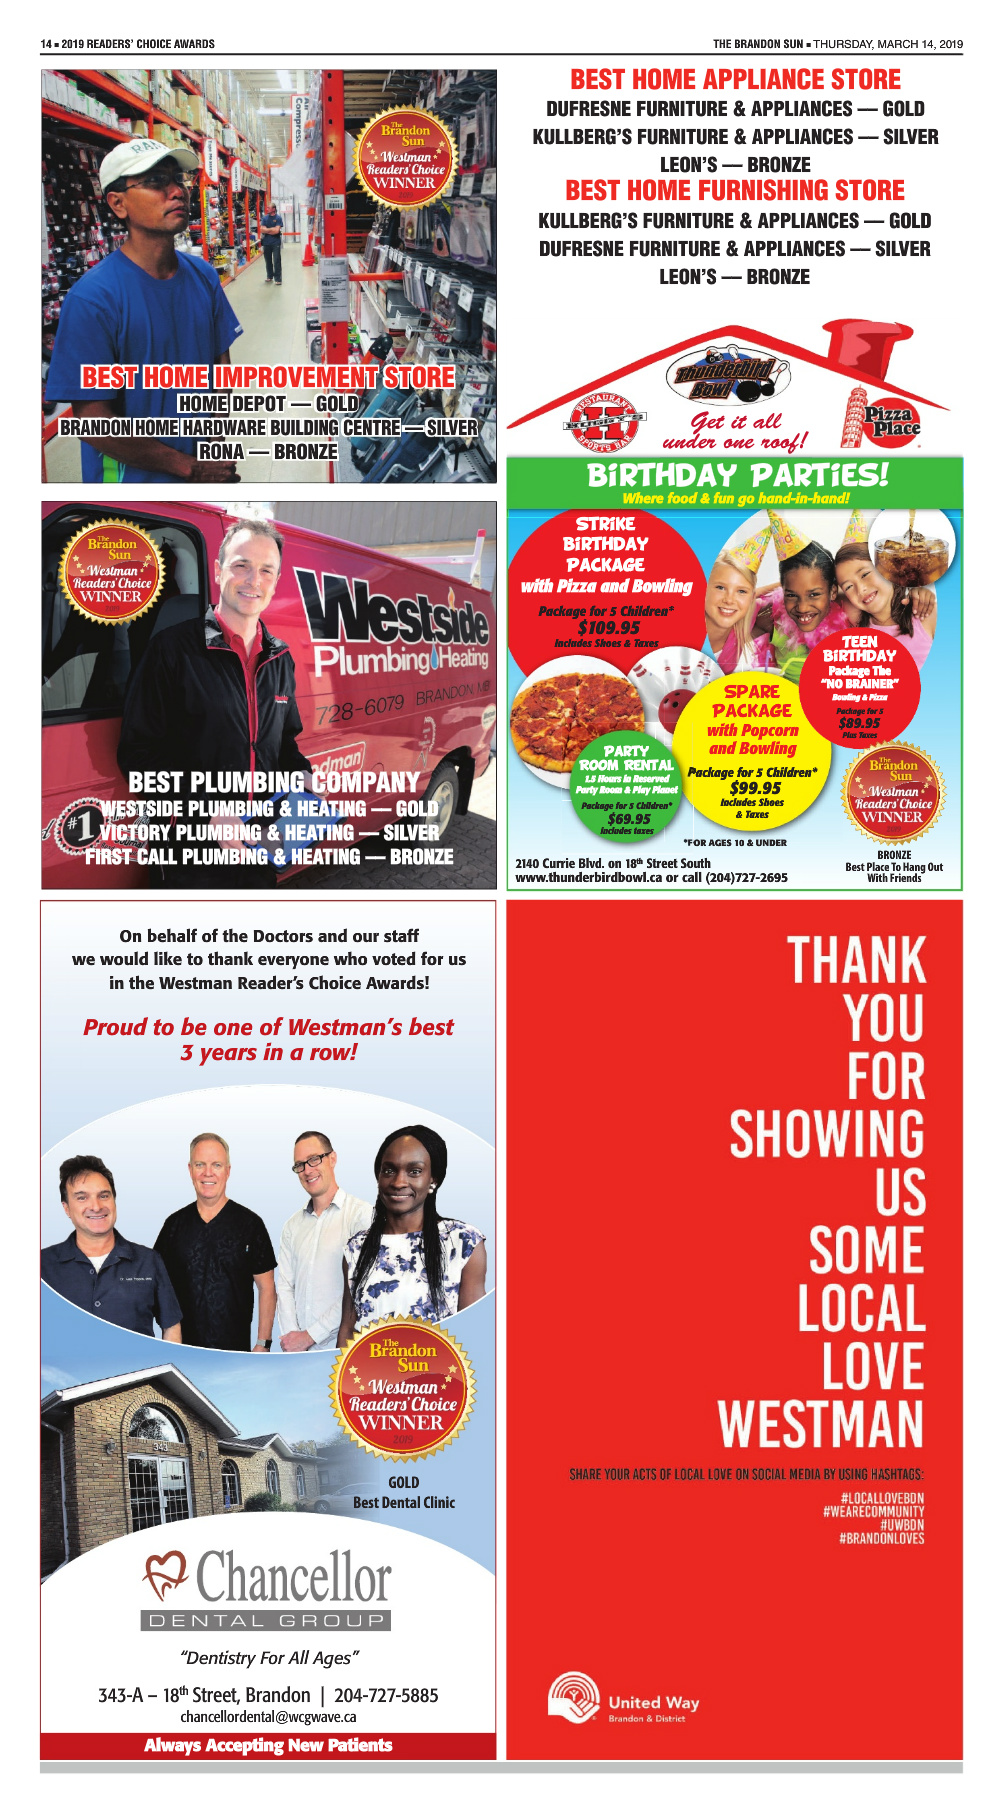 14 ▪ 2019 READERS' CHOICE AWARDS
THE BRANDON SUN ▪ THURSDAY, MARCH 14, 2019
Air
Compress
The
Brandon
Sun
Westman
Readers' Choice
WINNER
2019
BEST HOME IMPROVEMENT STORE
HOME DEPOT — GOLD
BRANDON HOME HARDWARE BUILDING CENTRE — SILVER
RONA — BRONZE
BEST HOME APPLIANCE STORE
DUFRESNE FURNITURE & APPLIANCES — GOLD
KULLBERG'S FURNITURE & APPLIANCES — SILVER
LEON'S — BRONZE
BEST HOME FURNISHING STORE
KULLBERG'S FURNITURE & APPLIANCES — GOLD
DUFRESNE FURNITURE & APPLIANCES — SILVER
LEON'S — BRONZE
The
Brandon
Sun
Westman
Readers' Choice
WINNER
2019
Westside
Plumbing Heating
728-6079 BRANDON MB
#1
BEST PLUMBING COMPANY
WESTSIDE PLUMBING & HEATING — GOLD
VICTORY PLUMBING & HEATING — SILVER
FIRST CALL PLUMBING & HEATING — BRONZE
Thunderbird
Bowl
RESTAURANT
H
HUGGY'S
SPORTS BAR
Get it all
under one roof!
Pizza
Place
BIRTHDAY PARTIES!
Where food & fun go hand-in-hand!
STRIKE
BIRTHDAY
PACKAGE
with Pizza and Bowling
Package for 5 Children*
$109.95
Includes Shoes & Taxes
TEEN
BIRTHDAY
Package The
"NO BRAINER"
Bowling & Pizza
Package for 5
$89.95
Plus Taxes
SPARE
PACKAGE
with Popcorn
and Bowling
Package for 5 Children*
$99.95
Includes Shoes
& Taxes
PARTY
ROOM RENTAL
1.5 Hours in Reserved
Party Room & Play Planet
Package for 5 Children*
$69.95
Includes taxes
*FOR AGES 10 & UNDER
2140 Currie Blvd. on 18th Street South
www.thunderbirdbowl.ca or call (204)727-2695
The
Brandon
Sun
Westman
Readers' Choice
WINNER
2019
BRONZE
Best Place To Hang Out
With Friends
On behalf of the Doctors and our staff
we would like to thank everyone who voted for us
in the Westman Reader's Choice Awards!
Proud to be one of Westman's best
3 years in a row!
The
Brandon
Sun
Westman
Readers' Choice
WINNER
2019
343
GOLD
Best Dental Clinic
Chancellor
DENTAL GROUP
"Dentistry For All Ages"
343-A – 18th Street, Brandon | 204-727-5885
chancellordental@wcgwave.ca
Always Accepting New Patients
THANK
YOU
FOR
SHOWING
US
SOME
LOCAL
LOVE
WESTMAN
SHARE YOUR ACTS OF LOCAL LOVE ON SOCIAL MEDIA BY USING HASHTAGS:
#LOCALLOVEBDN
#WEARECOMMUNITY
#UWBDN
#BRANDONLOVES
United Way
Brandon & District